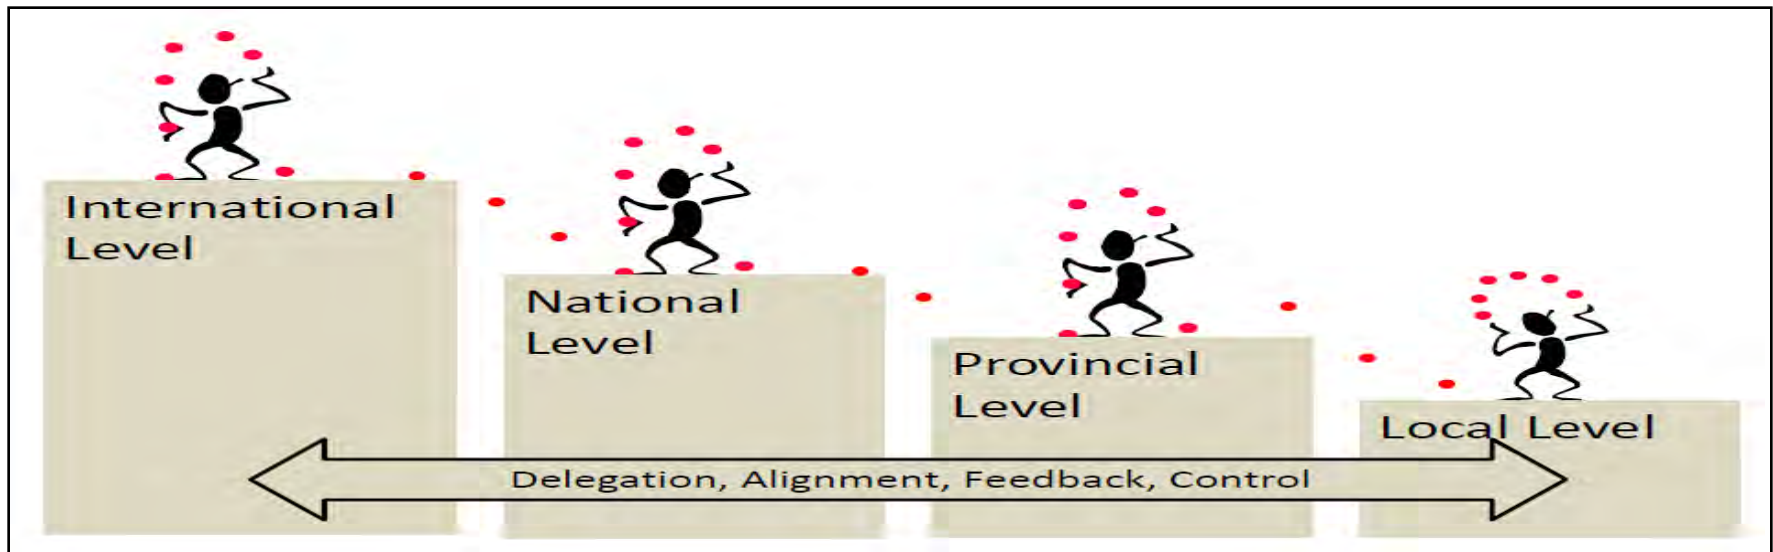 International
Level
National
Level
Provincial
Level
Local Level
Delegation, Alignment, Feedback, Control